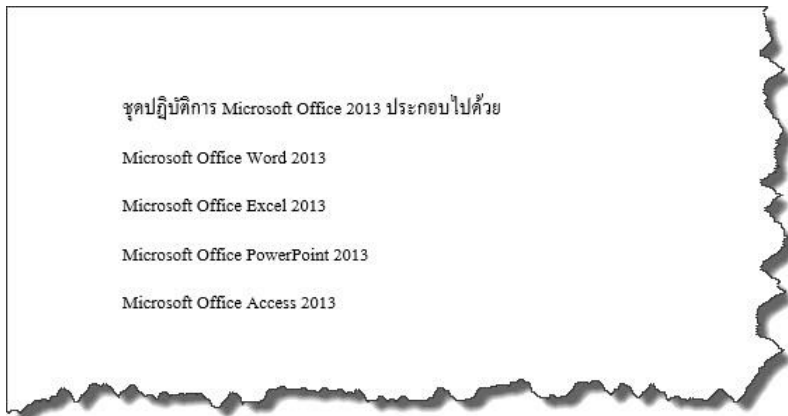 ชุดปฏิบัติการ Microsoft Office 2013 ประกอบไปด้วย
Microsoft Office Word 2013
Microsoft Office Excel 2013
Microsoft Office PowerPoint 2013
Microsoft Office Access 2013